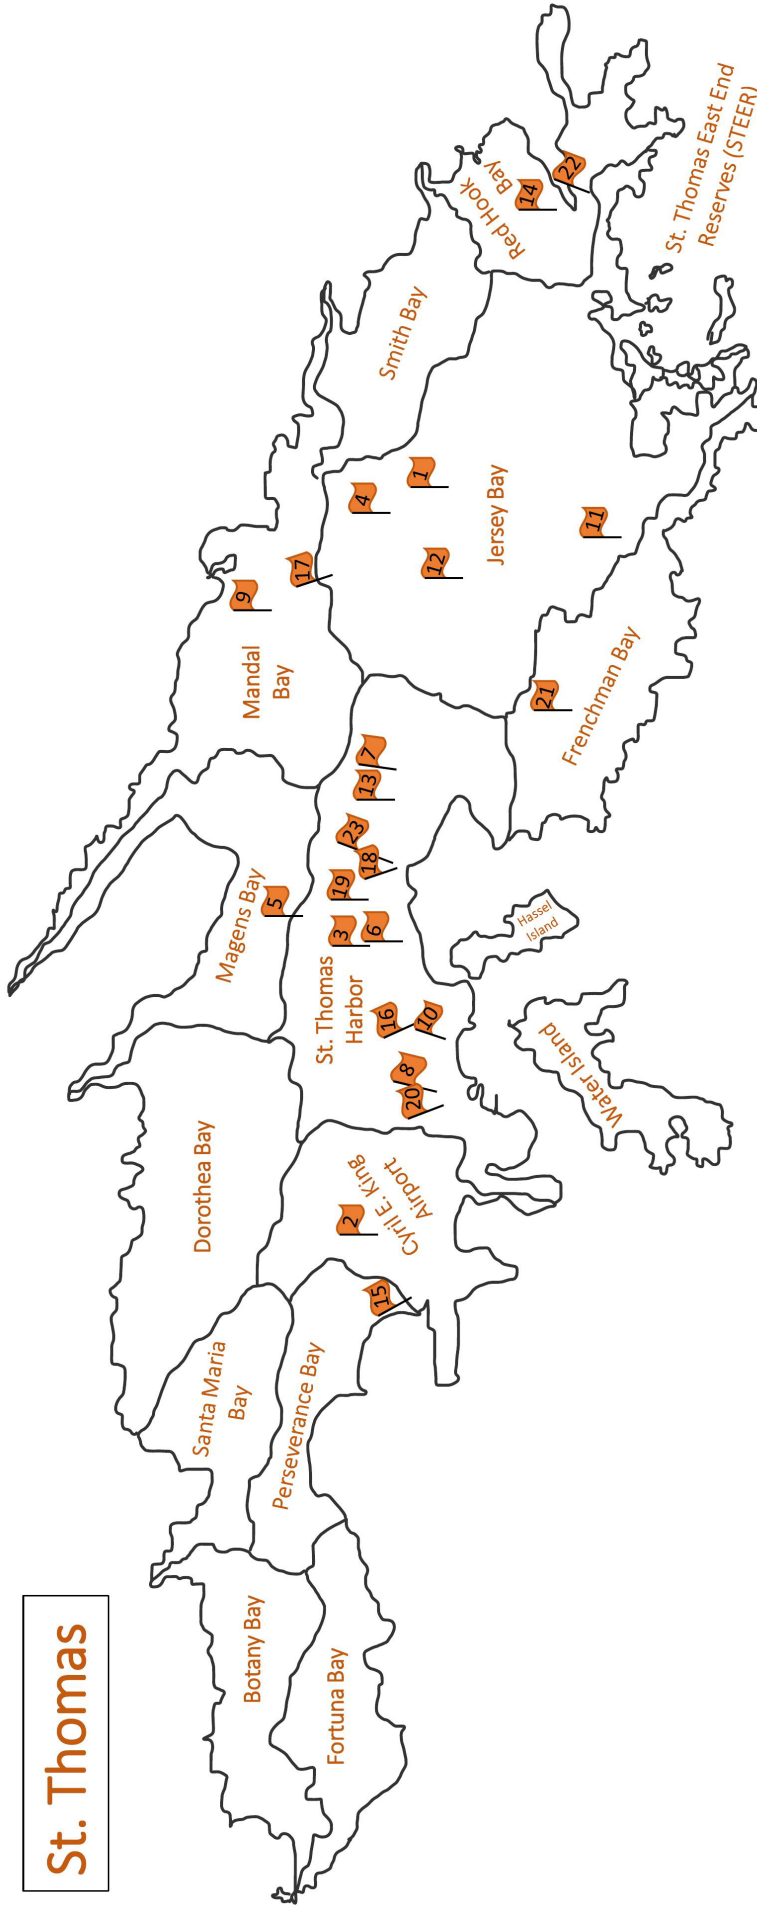 St. Thomas
Botany Bay
Fortuna Bay
Santa Maria
Bay
Perseverance Bay
Dorothea Bay
Cyril E. King
Airport
2
15
St. Thomas
Harbor
20
8
16
10
3
6
19
18
23
13
7
Magens Bay
5
Hassel
Island
Water Island
Mandal
Bay
9
17
Frenchman Bay
21
Jersey Bay
12
4
1
11
Smith Bay
Red Hook
Bay
14
22
St. Thomas East End
Reserves (STEER)